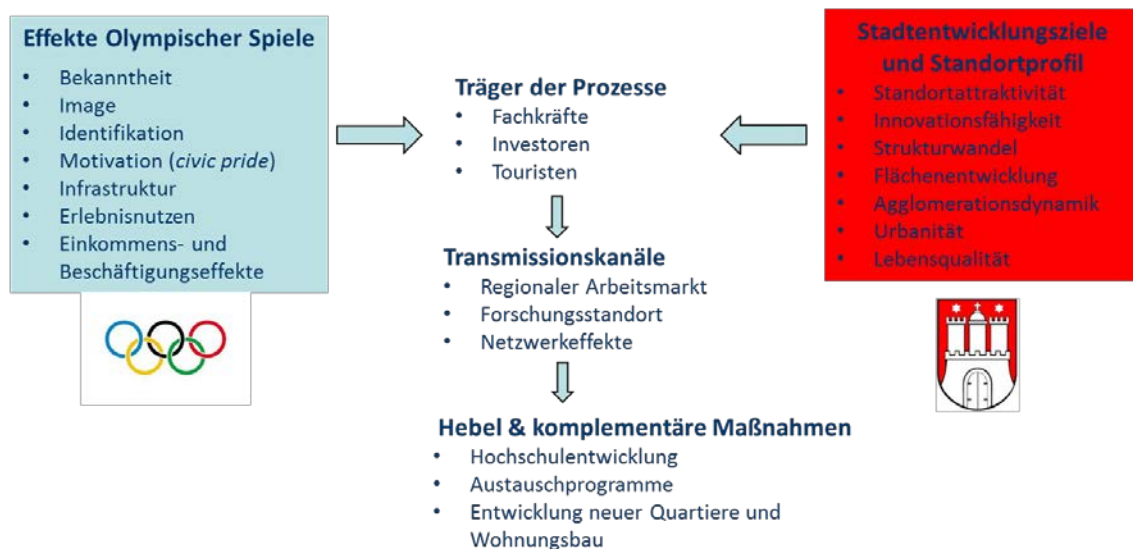 Effekte Olympischer Spiele
• Bekanntheit
• Image
• Identifikation
• Motivation (civic pride)
• Infrastruktur
• Erlebnisnutzen
• Einkommens- und
Beschäftigungseffekte
Träger der Prozesse
• Fachkräfte
• Investoren
• Touristen
Transmissionskanäle
• Regionaler Arbeitsmarkt
• Forschungsstandort
• Netzwerkeffekte
Hebel & komplementäre Maßnahmen
• Hochschulentwicklung
• Austauschprogramme
• Entwicklung neuer Quartiere und
Wohnungsbau
Stadtentwicklungsziele
und Standortprofil
• Standortattraktivität
• Innovationsfähigkeit
• Strukturwandel
• Flächenentwicklung
• Agglomerationsdynamik
• Urbanität
• Lebensqualität